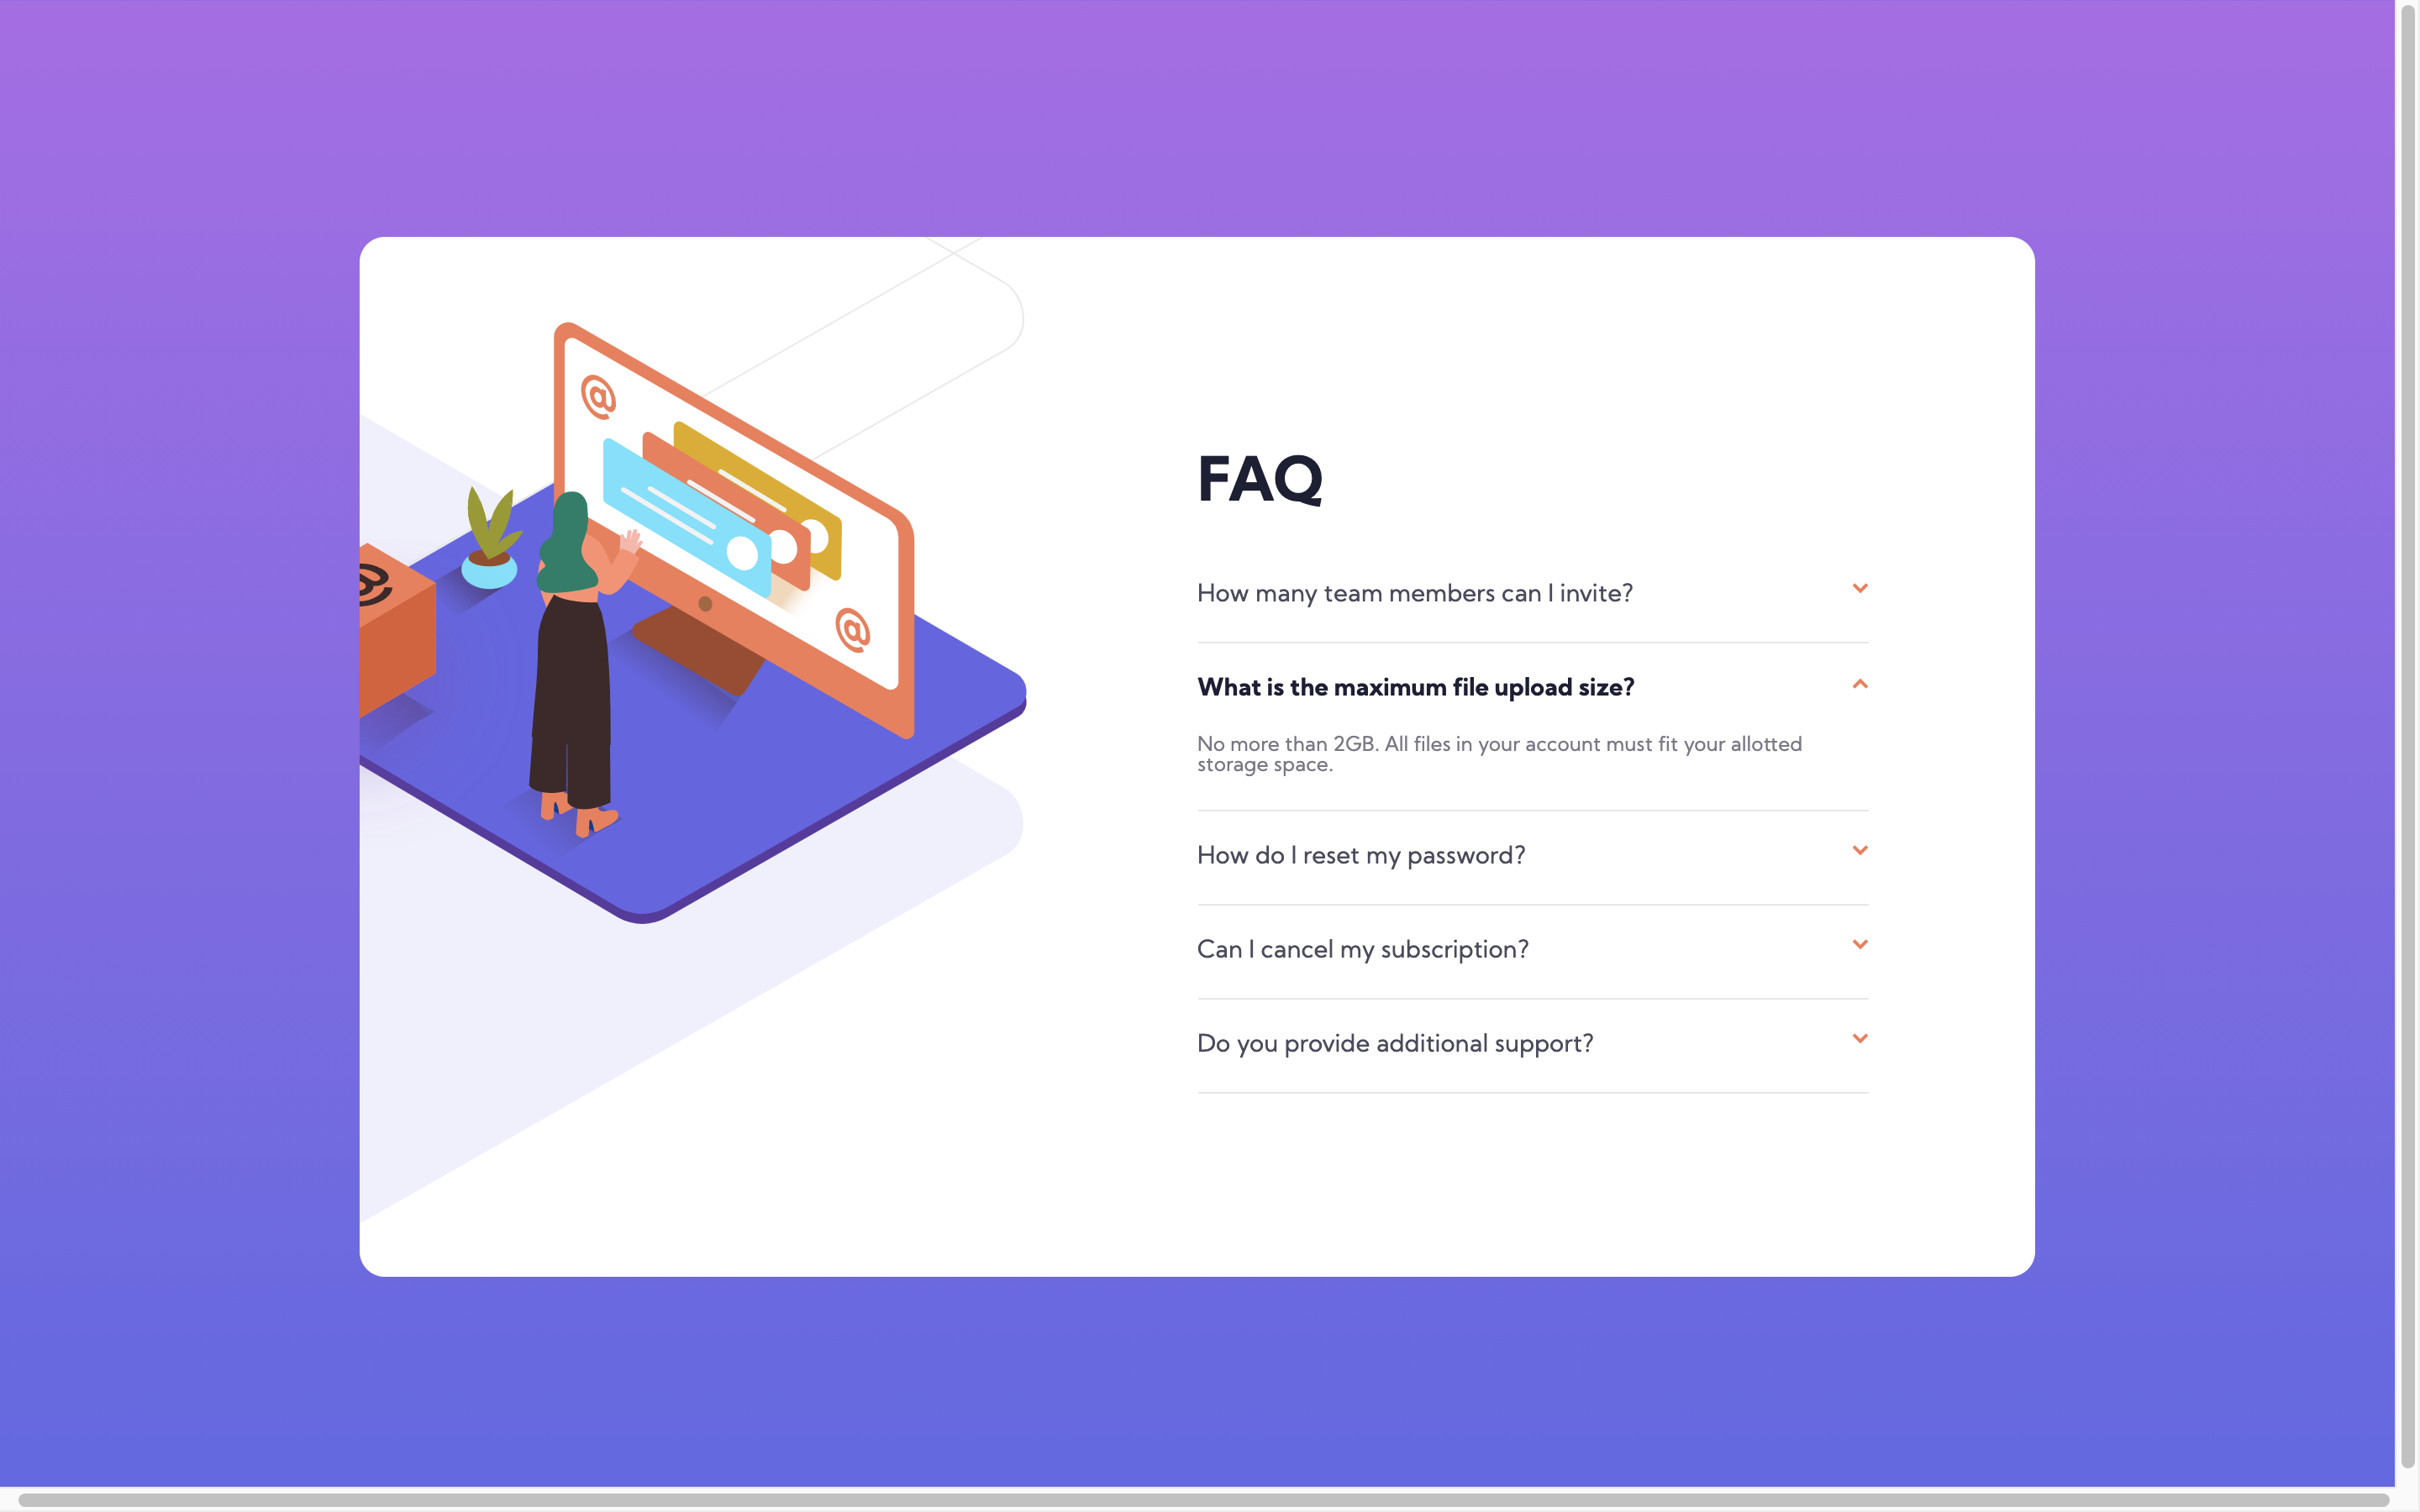 @
@
@
FAQ
How many team members can I invite?
What is the maximum file upload size?
No more than 2GB. All files in your account must fit your allotted
storage space.
How do I reset my password?
Can I cancel my subscription?
Do you provide additional support?